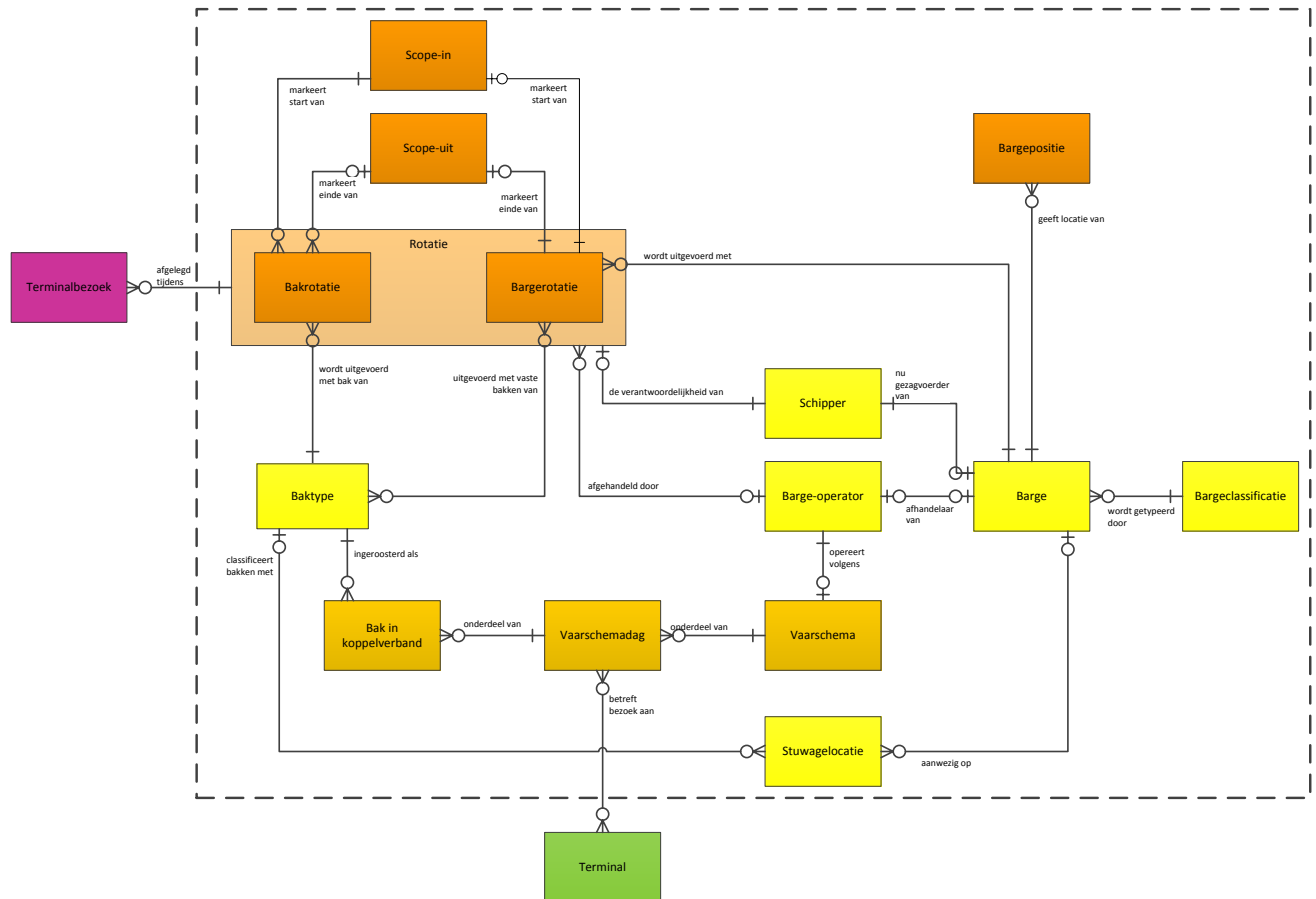 Scope-in
markeert
start van
markeert
start van
Scope-uit
markeert
einde van
markeert
einde van
Bargepositie
geeft locatie van
Rotatie
wordt uitgevoerd met
Terminalbezoek
afgelegd
tijdens
Bakrotatie
Bargerotatie
wordt uitgevoerd
met bak van
uitgevoerd met vaste
bakken van
de verantwoordelijkheid van
Schipper
nu
gezagvoerder
van
Baktype
afgehandeld door
Barge-operator
afhandelaar
van
Barge
wordt getypeerd
door
Bargeclassificatie
classificeert
bakken met
ingeroosterd als
opereert
volgens
Bak in
koppelverband
onderdeel van
Vaarschemadag
onderdeel van
Vaarschema
betreft
bezoek aan
Stuwagelocatie
aanwezig op
Terminal